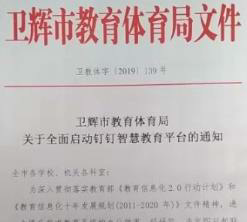 卫辉市教育体育局文件
卫教体字〔2019〕139号
卫辉市教育体育局
关于全面启动钉钉智慧教育平台的通知
全市各学校、机关各科室：
为深入贯彻落实教育部《教育信息化2.0行动计划》和
《教育信息化十年发展规划(2011-2020年)》文件精神，进